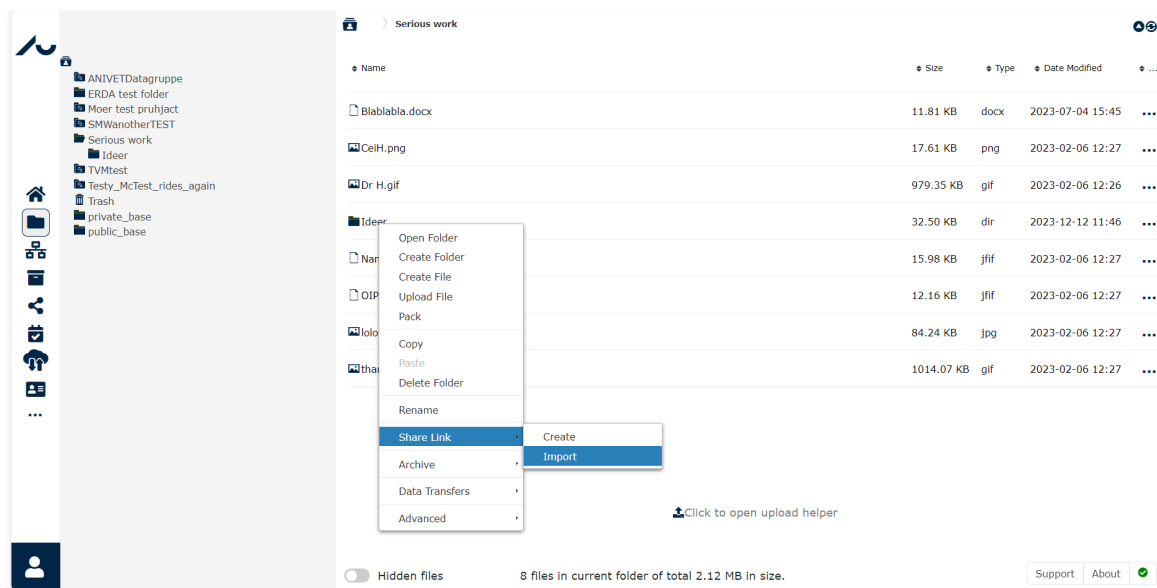 Serious work
ANIVETDatagruppe
ERDA test folder
Moer test pruhjact
SMWanotherTEST
Serious work
Ideer
TVMtest
Testy_McTest_rides_again
Trash
private_base
public_base
Name Size Type Date Modified ...
Blablabla.docx 11.81 KB docx 2023-07-04 15:45 ...
CeiH.png 17.61 KB png 2023-02-06 12:27 ...
Dr H.gif 979.35 KB gif 2023-02-06 12:26 ...
Ideer 32.50 KB dir 2023-12-12 11:46 ...
15.98 KB jfif 2023-02-06 12:27 ...
OIP 12.16 KB jfif 2023-02-06 12:27 ...
lolo 84.24 KB jpg 2023-02-06 12:27 ...
1014.07 KB gif 2023-02-06 12:27 ...
Open Folder
Create Folder
Create File
Upload File
Pack
Copy
Paste
Delete Folder
Rename
Share Link
Archive
Data Transfers
Advanced
Create
Import
Click to open upload helper
Hidden files
8 files in current folder of total 2.12 MB in size.
Support About